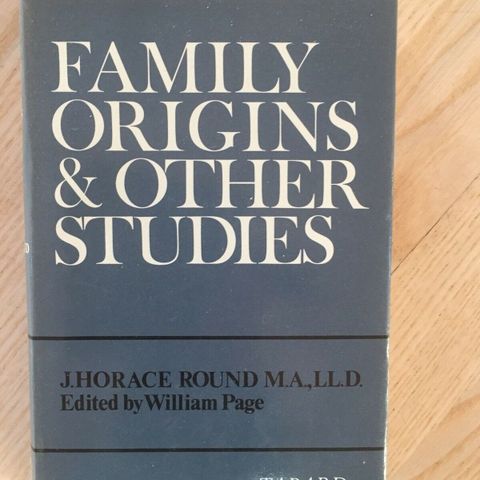 FAMILY
ORIGINS
& OTHER
STUDIES
J.HORACE ROUND M.A.,LL.D.
Edited by William Page